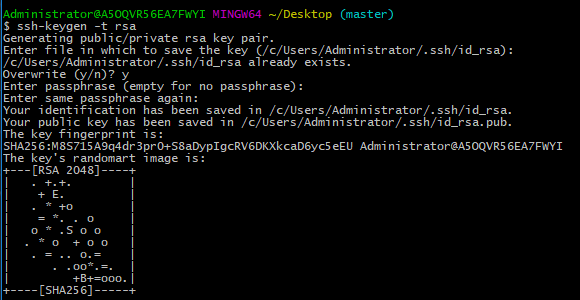 Administrator@A5OQVR56EA7FWYI MINGW64 ~/Desktop (master)
$ ssh-keygen -t rsa
Generating public/private rsa key pair.
Enter file in which to save the key (/c/Users/Administrator/.ssh/id_rsa):
/c/Users/Administrator/.ssh/id_rsa already exists.
Overwrite (y/n)? y
Enter passphrase (empty for no passphrase):
Enter same passphrase again:
Your identification has been saved in /c/Users/Administrator/.ssh/id_rsa.
Your public key has been saved in /c/Users/Administrator/.ssh/id_rsa.pub.
The key fingerprint is:
SHA256:M8S715A9q4dr3prO+S8aDypIgcRV6DKXkcaD6yc5eEU Administrator@A5OQVR56EA7FWYI
The key's randomart image is:
+---[RSA 2048]----+
|   . +.+.        |
|    + E.         |
|   . * +o        |
|    = *. . o     |
|   o * .S o o    |
|  . * o  + o o   |
|   . = .. o.=    |
|      . .oo*.=.  |
|         +B+=ooo.|
+----[SHA256]-----+